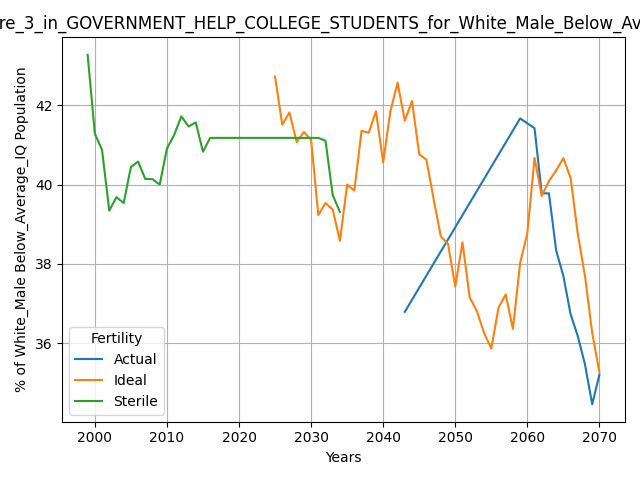 re_3_in_GOVERNMENT_HELP_COLLEGE_STUDENTS_for_White_Male_Below_Av
% of White_Male Below_Average_IQ Population
42
40
38
36
Fertility
Actual
Ideal
Sterile
2000 2010 2020 2030 2040 2050 2060 2070
Years